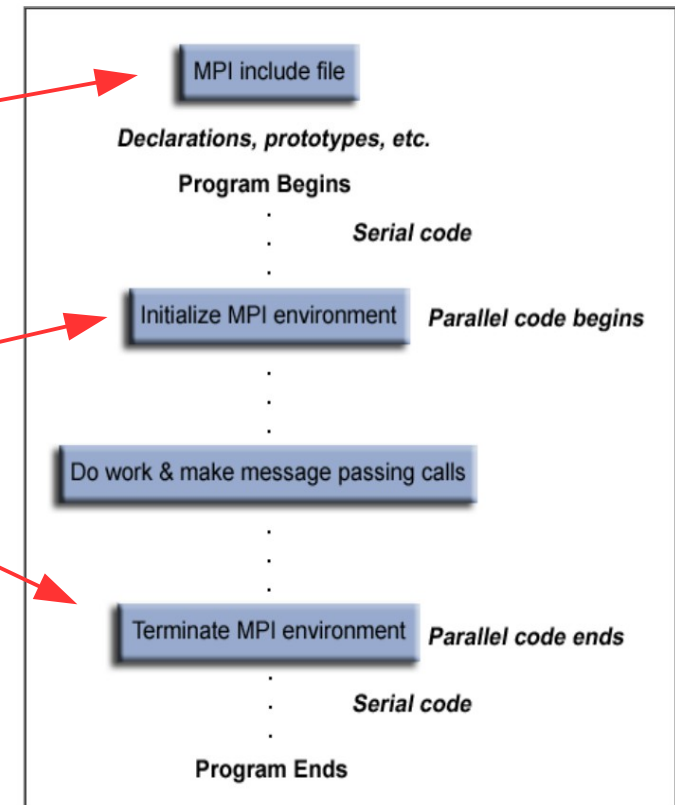 MPI include file
Declarations, prototypes, etc.
Program Begins
Serial code
Initialize MPI environment
Parallel code begins
Do work & make message passing calls
Terminate MPI environment
Parallel code ends
Serial code
Program Ends